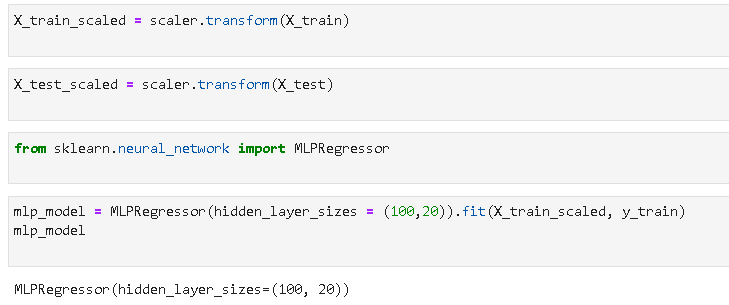 X_train_scaled = scaler.transform(X_train)
X_test_scaled = scaler.transform(X_test)
from sklearn.neural_network import MLPRegressor
mlp_model = MLPRegressor(hidden_layer_sizes = (100,20)).fit(X_train_scaled, y_train)
mlp_model
MLPRegressor(hidden_layer_sizes=(100, 20))